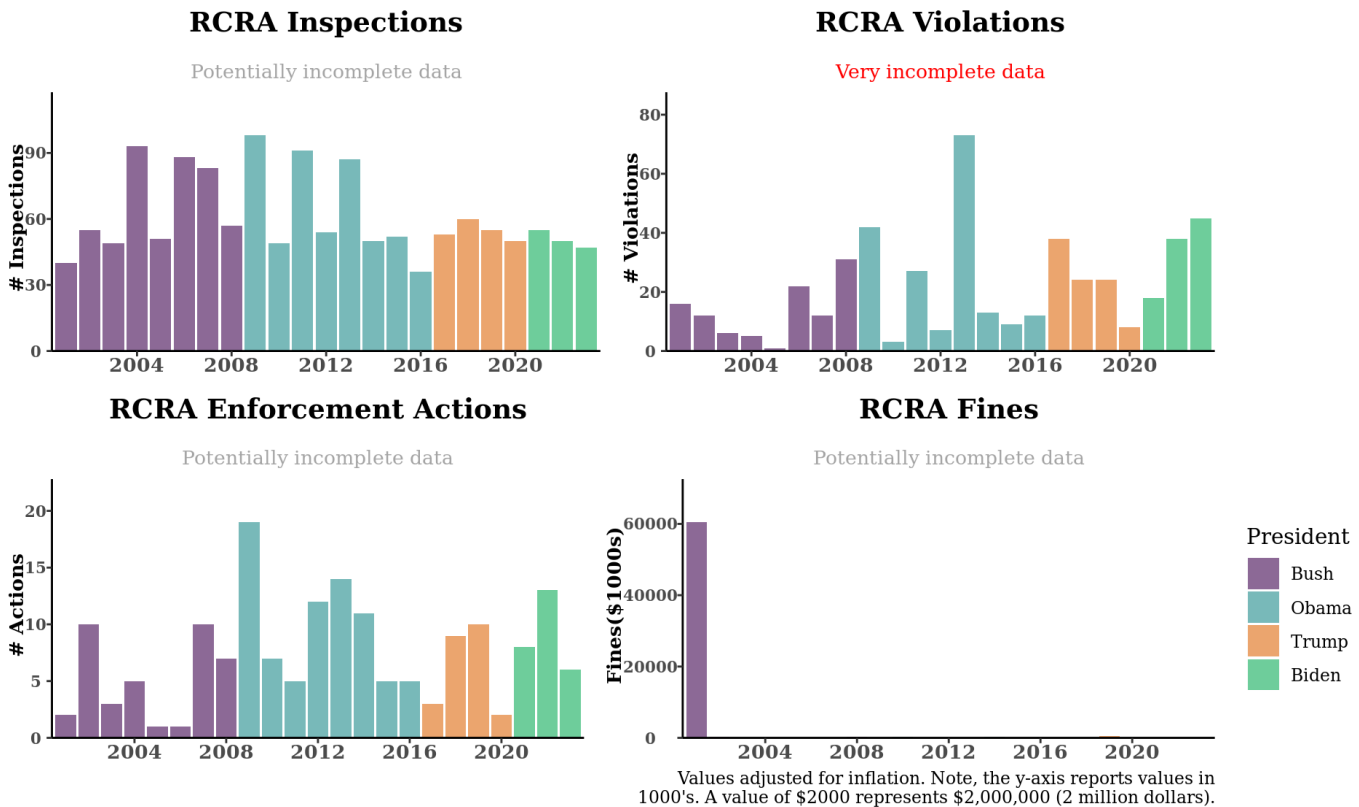 RCRA Inspections
Potentially incomplete data
# Inspections
90
60
30
0
2004 2008 2012 2016 2020
RCRA Violations
Very incomplete data
# Violations
80
60
40
20
0
2004 2008 2012 2016 2020
RCRA Enforcement Actions
Potentially incomplete data
# Actions
20
15
10
5
0
2004 2008 2012 2016 2020
RCRA Fines
Potentially incomplete data
Fines($1000s)
60000
40000
20000
0
2004 2008 2012 2016 2020
Values adjusted for inflation. Note, the y-axis reports values in
1000's. A value of $2000 represents $2,000,000 (2 million dollars).
President
Bush
Obama
Trump
Biden